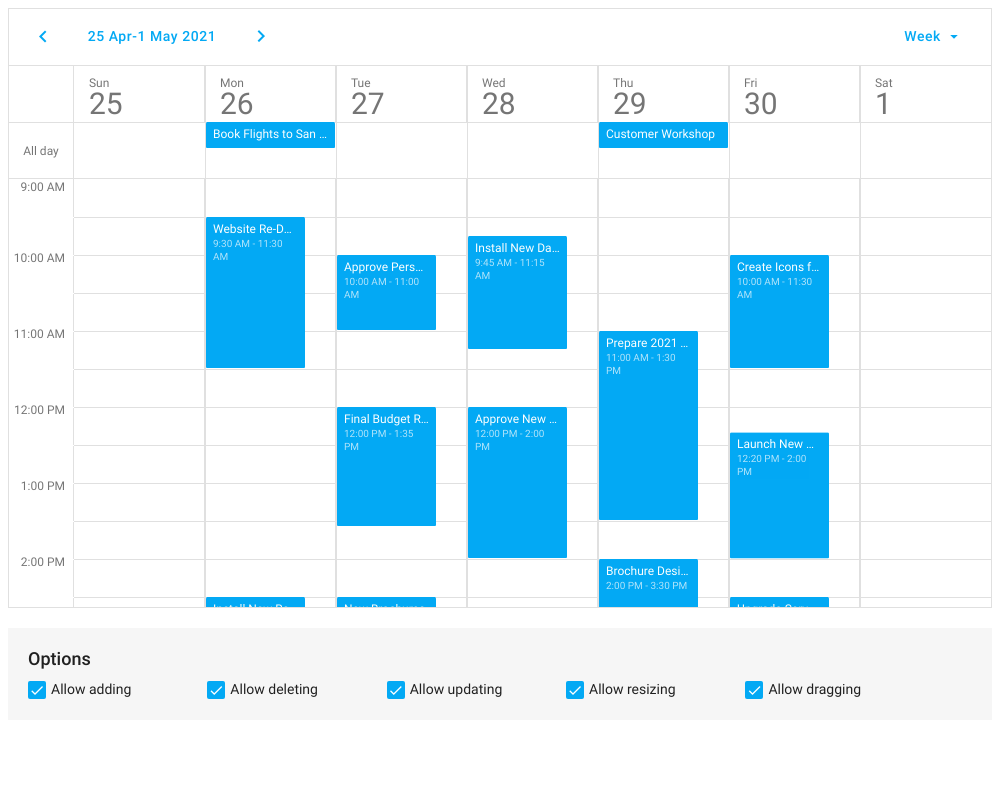 25 Apr-1 May 2021
Week
Sun
25
Mon
26
Tue
27
Wed
28
Thu
29
Fri
30
Sat
1
All day
Book Flights to San ...
Customer Workshop
9:00 AM
10:00 AM
11:00 AM
12:00 PM
1:00 PM
2:00 PM
Website Re-D...
9:30 AM - 11:30
AM
Approve Pers...
10:00 AM - 11:00
AM
Final Budget R...
12:00 PM - 1:35
PM
Install New Da...
9:45 AM - 11:15
AM
Approve New ...
12:00 PM - 2:00
PM
Prepare 2021 ...
11:00 AM - 1:30
PM
Brochure Desi...
2:00 PM - 3:30 PM
Create Icons f...
10:00 AM - 11:30
AM
Launch New ...
12:20 PM - 2:00
PM
Options
Allow adding
Allow deleting
Allow updating
Allow resizing
Allow dragging